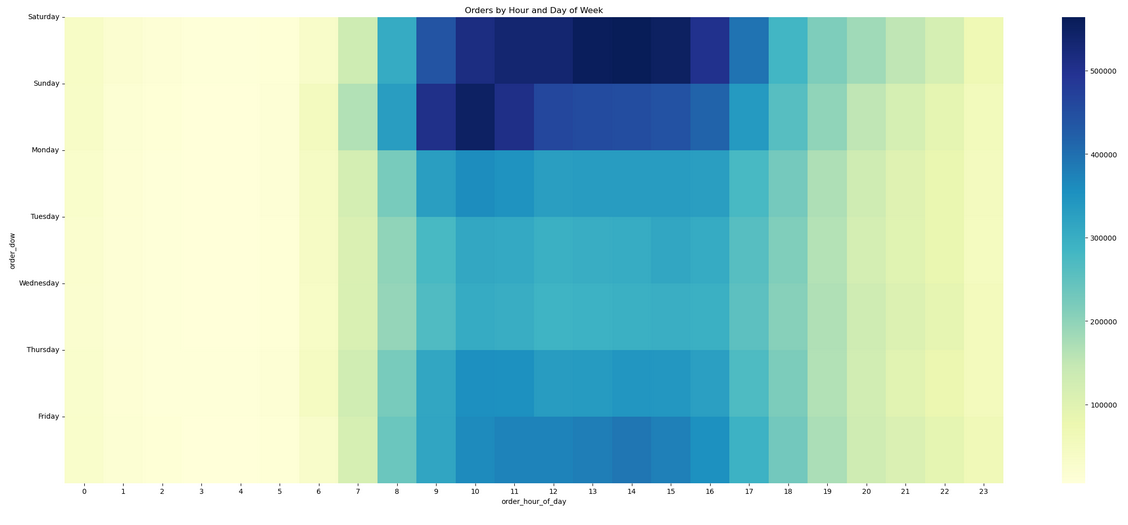 Orders by Hour and Day of Week
Saturday
Sunday
Monday
Tuesday
Wednesday
Thursday
Friday
order_dow
0 1 2 3 4 5 6 7 8 9 10 11 12 13 14 15 16 17 18 19 20 21 22 23
order_hour_of_day
500000
400000
300000
200000
100000